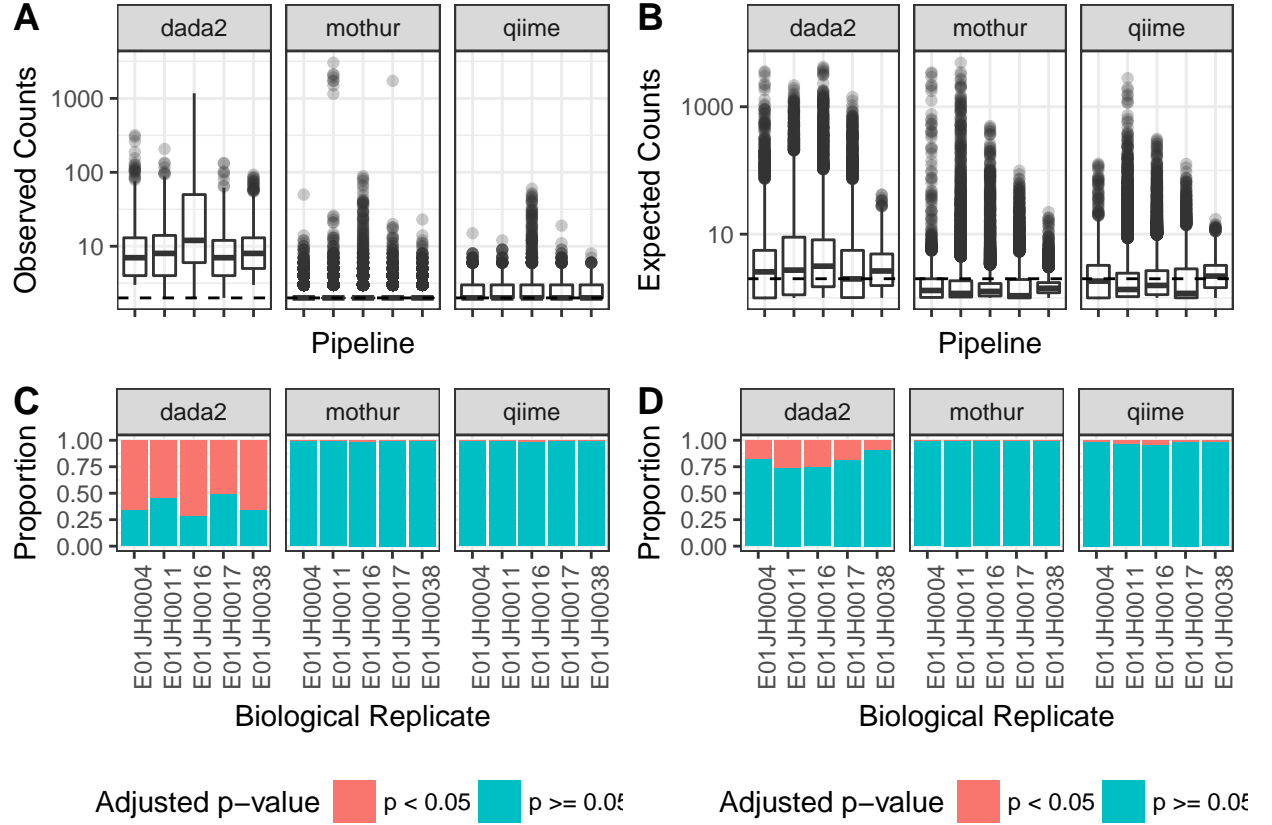 A
dada2
mothur
qiime
Observed Counts
1000
100
10
Pipeline
B
dada2
mothur
qiime
Expected Counts
1000
10
Pipeline
C
dada2
mothur
qiime
Proportion
1.00
0.75
0.50
0.25
0.00
E01JH0004
E01JH0011
E01JH0016
E01JH0017
E01JH0038
E01JH0004
E01JH0011
E01JH0016
E01JH0017
E01JH0038
E01JH0004
E01JH0011
E01JH0016
E01JH0017
E01JH0038
Biological Replicate
Adjusted p−value p < 0.05 p >= 0.05
D
dada2
mothur
qiime
Proportion
1.00
0.75
0.50
0.25
0.00
E01JH0004
E01JH0011
E01JH0016
E01JH0017
E01JH0038
E01JH0004
E01JH0011
E01JH0016
E01JH0017
E01JH0038
E01JH0004
E01JH0011
E01JH0016
E01JH0017
E01JH0038
Biological Replicate
Adjusted p−value p < 0.05 p >= 0.05